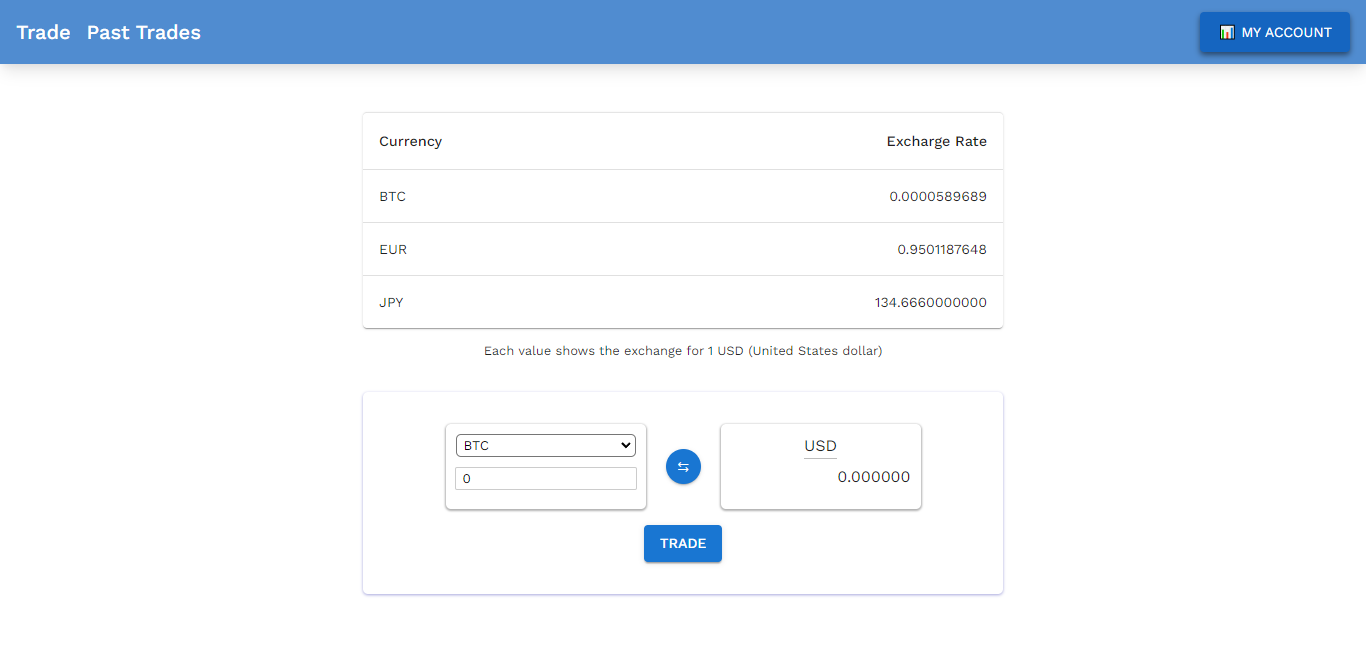 Trade Past Trades MY ACCOUNT
Currency Excharge Rate
BTC 0.0000589689
EUR 0.9501187648
JPY 134.6660000000
Each value shows the exchange for 1 USD (United States dollar)
BTC USD
0 0.000000
TRADE